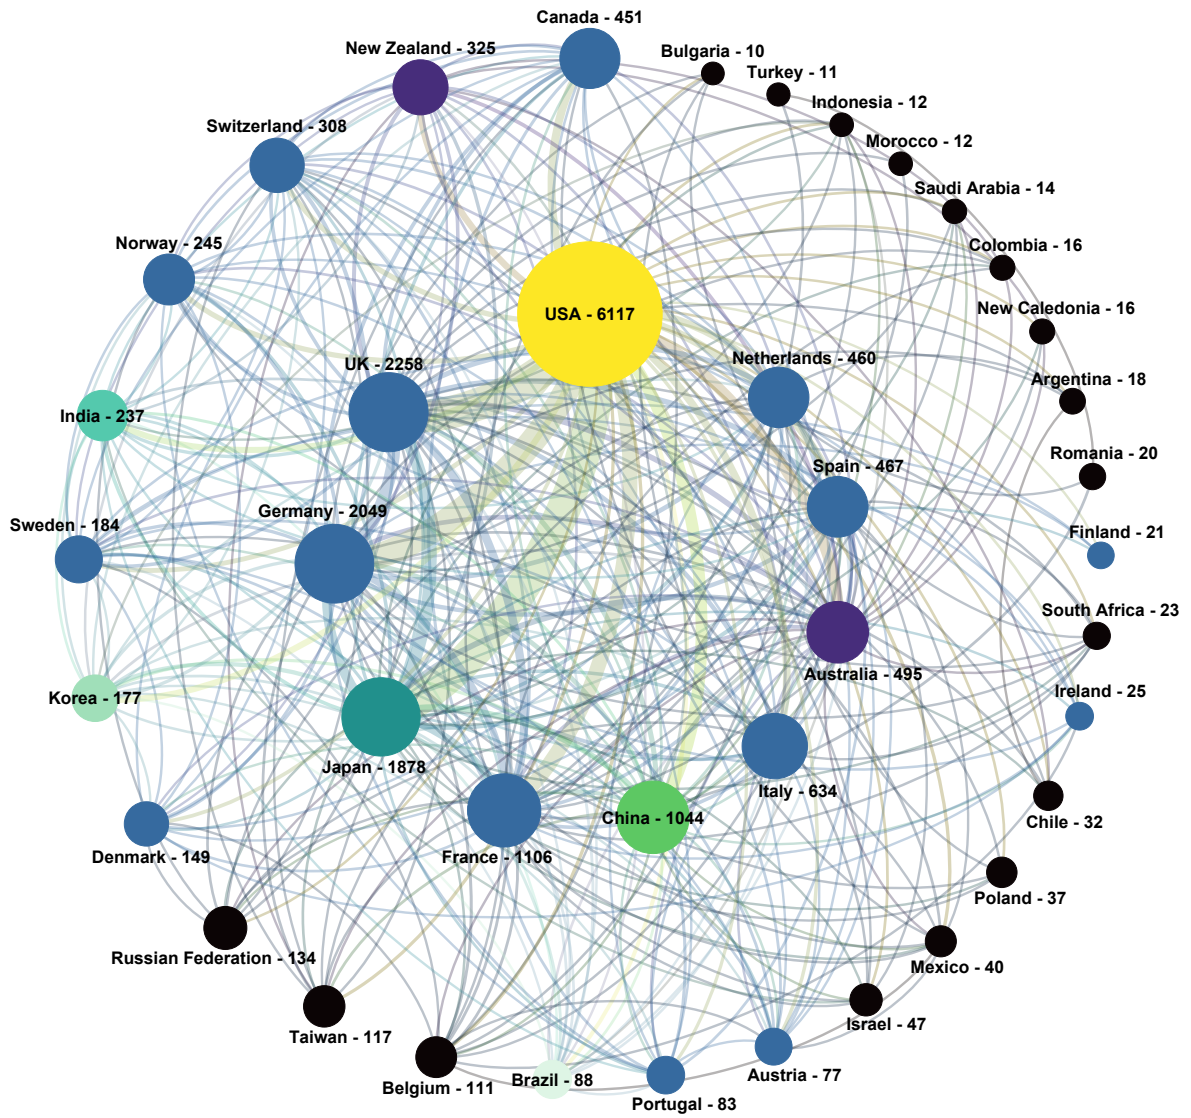 Canada - 451
New Zealand - 325
Bulgaria - 10
Turkey - 11
Indonesia - 12
Switzerland - 308
Morocco - 12
Saudi Arabia - 14
Norway - 245
Colombia - 16
New Caledonia - 16
USA - 6117
UK - 2258
Netherlands - 460
Argentina - 18
India - 237
Romania - 20
Spain - 467
Germany - 2049
Sweden - 184
Finland - 21
South Africa - 23
Australia - 495
Korea - 177
Ireland - 25
Japan - 1878
Italy - 634
China - 1044
Chile - 32
Denmark - 149
France - 1106
Poland - 37
Russian Federation - 134
Mexico - 40
Israel - 47
Taiwan - 117
Austria - 77
Brazil - 88
Belgium - 111
Portugal - 83